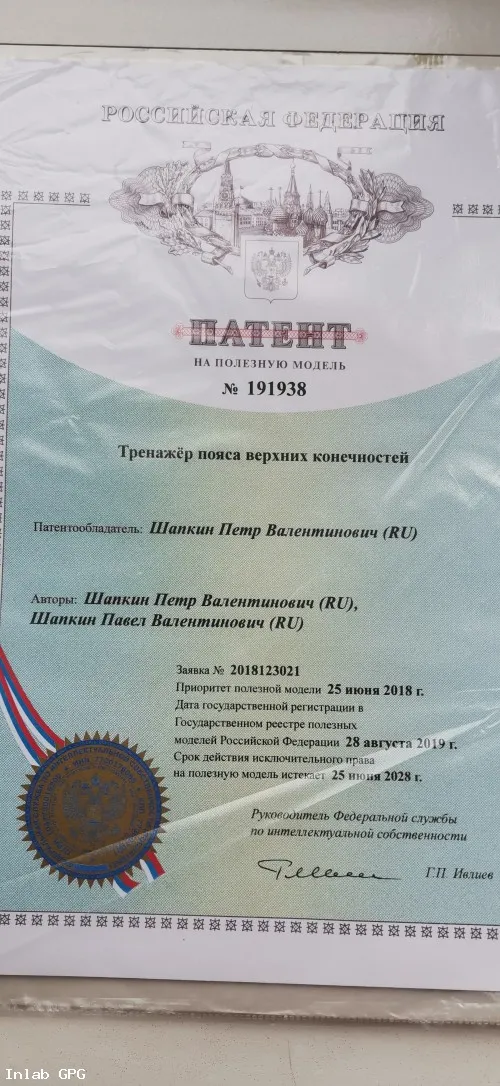 РОССИЙСКАЯ ФЕДЕРАЦИЯ
ПАТЕНТ
НА ПОЛЕЗНУЮ МОДЕЛЬ
№ 191938
Тренажёр пояса верхних конечностей
Патентообладатель: Шапкин Петр Валентинович (RU)
Авторы: Шапкин Петр Валентинович (RU),
Шапкин Павел Валентинович (RU)
Заявка № 2018123021
Приоритет полезной модели 25 июня 2018 г.
Дата государственной регистрации в
Государственном реестре полезных
моделей Российской Федерации 28 августа 2019 г.
Срок действия исключительного права
на полезную модель истекает 25 июня 2028 г.
Руководитель Федеральной службы
по интеллектуальной собственности
Г.П. Ивлиев
Inlab GPG